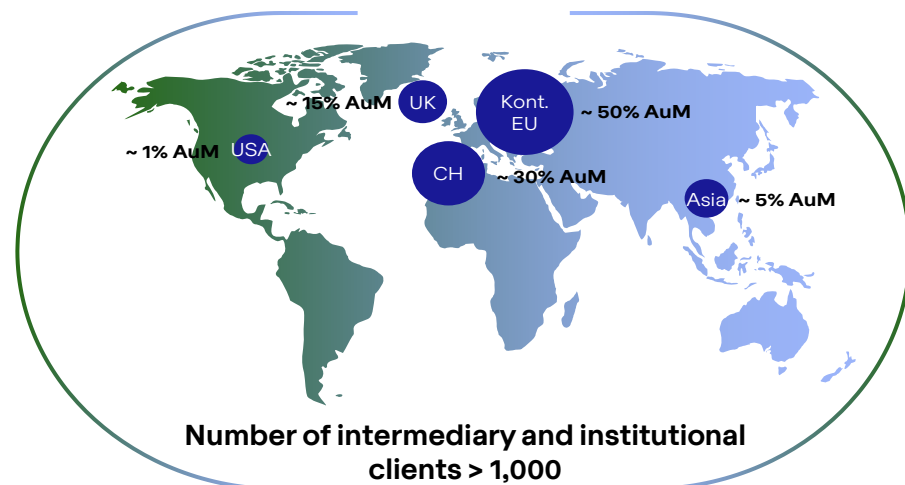 ~ 15% AuM
UK
Kont.
EU
~ 50% AuM
~ 1% AuM
USA
CH
~ 30% AuM
Asia
~ 5% AuM
Number of intermediary and institutional
clients > 1,000